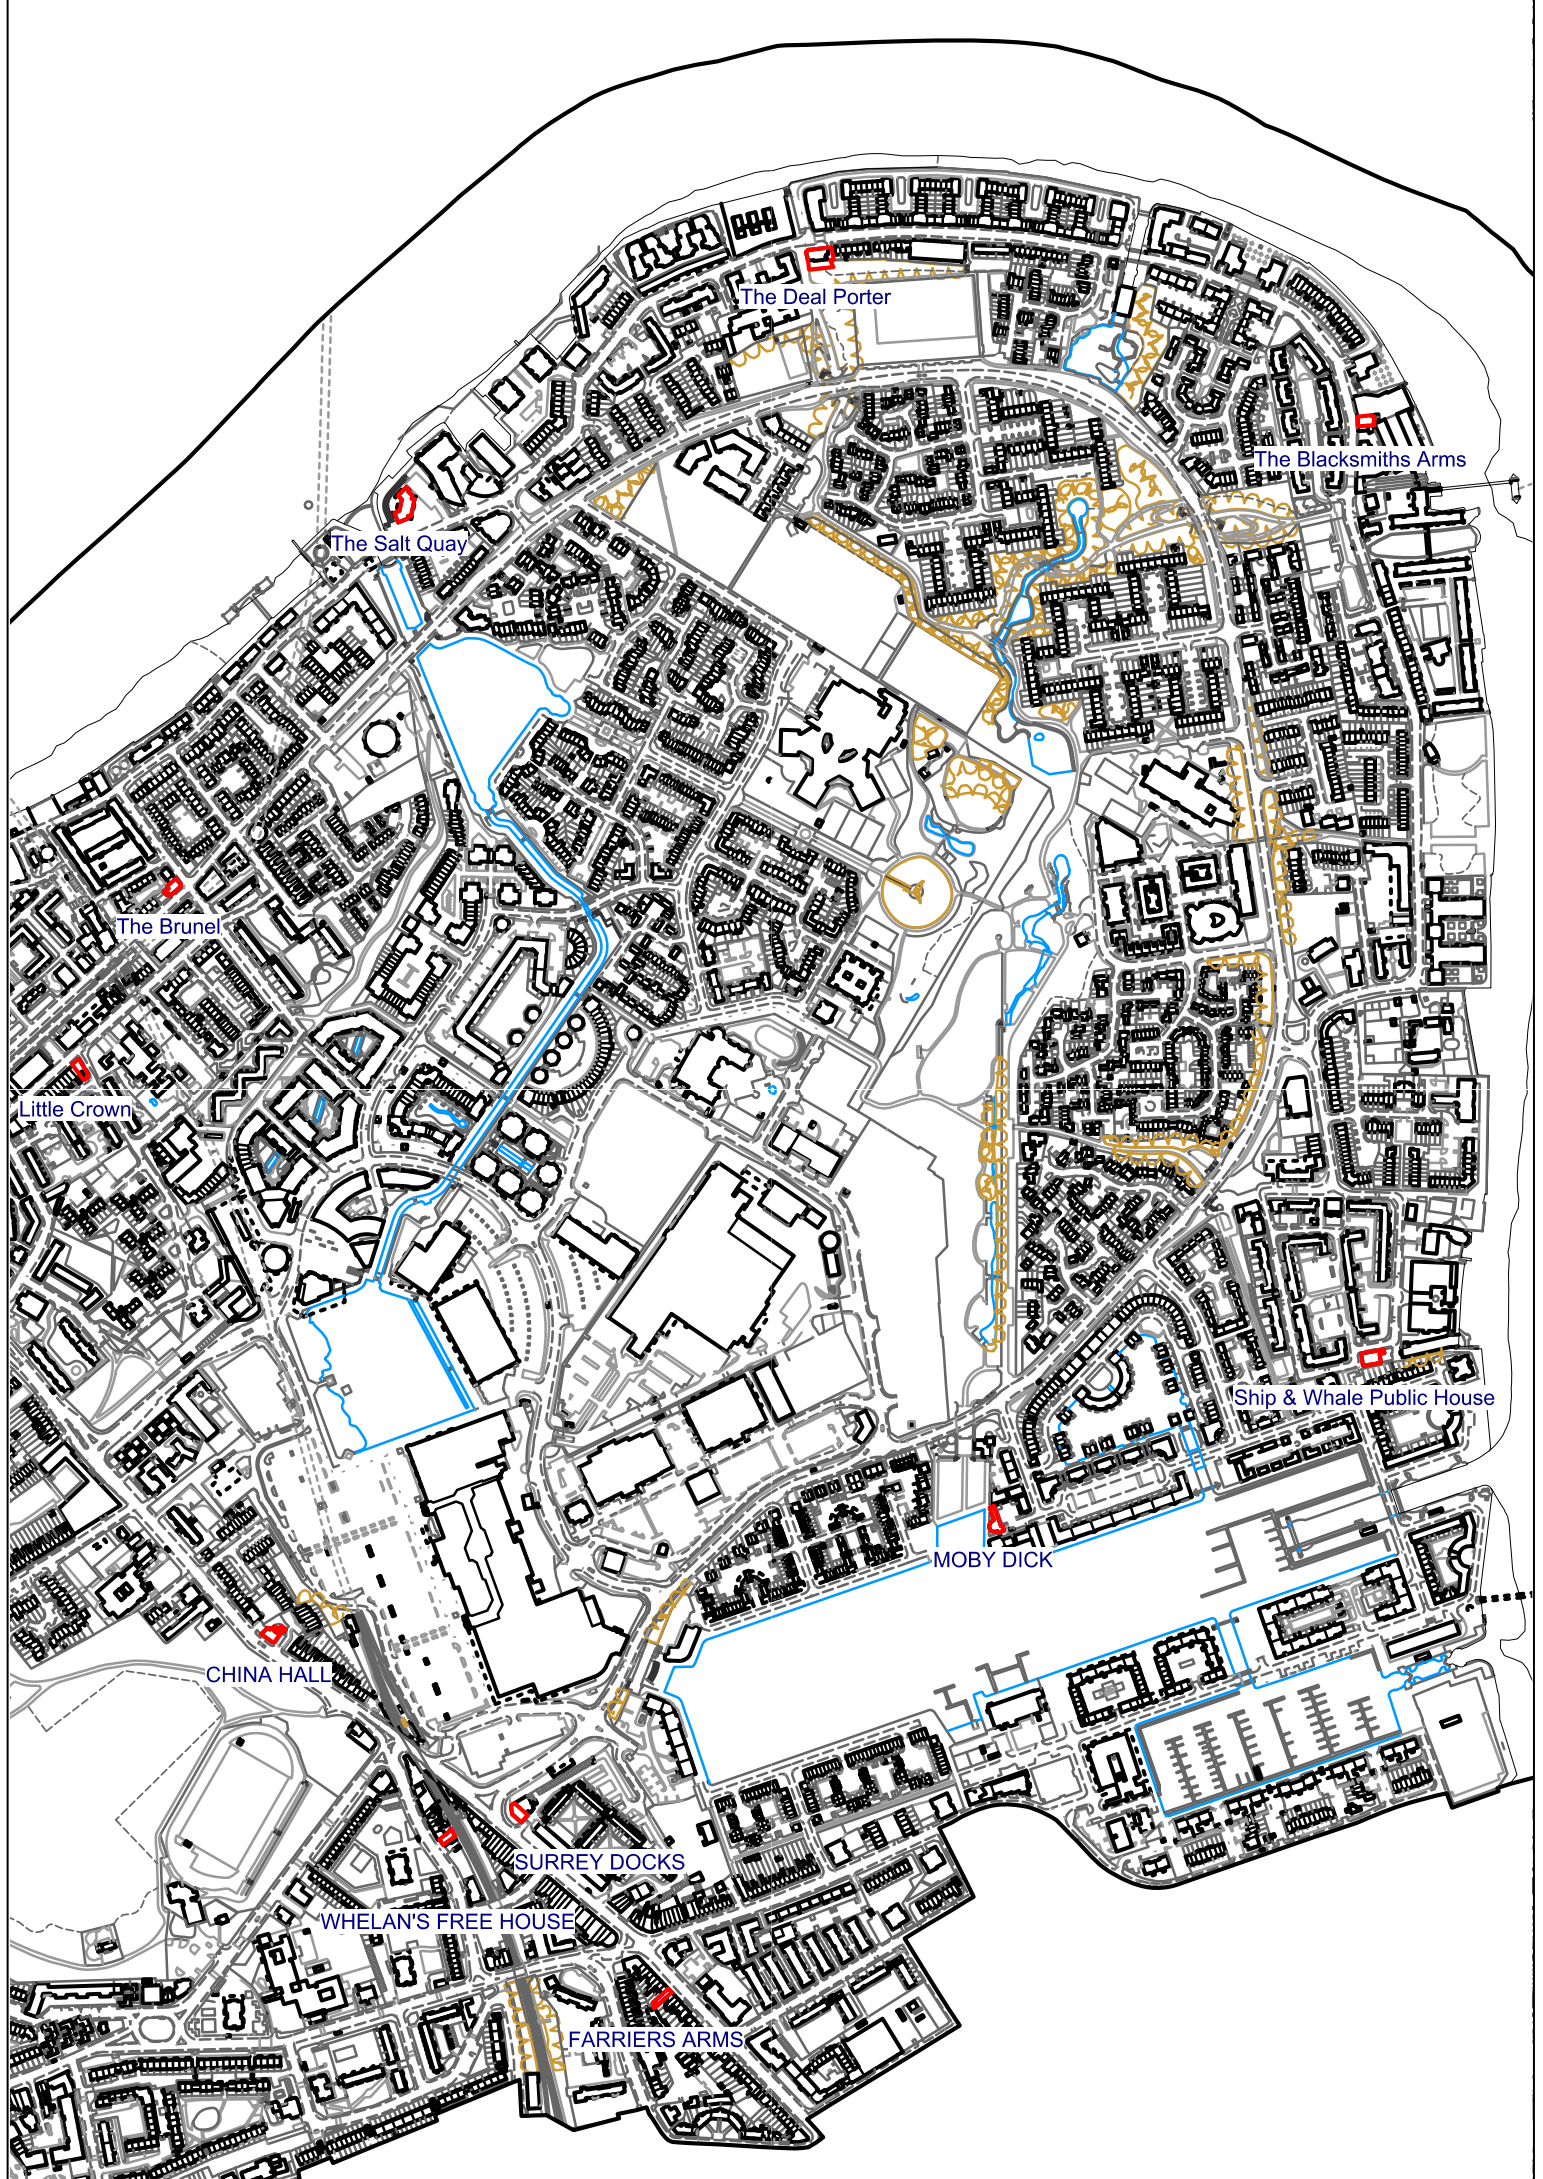 The Deal Porter
The Blacksmiths Arms
The Salt Quay
The Brunel
Little Crown
Ship & Whale Public House
MOBY DICK
CHINA HALL
SURREY DOCKS
WHELAN'S FREE HOUSE
FARRIERS ARMS